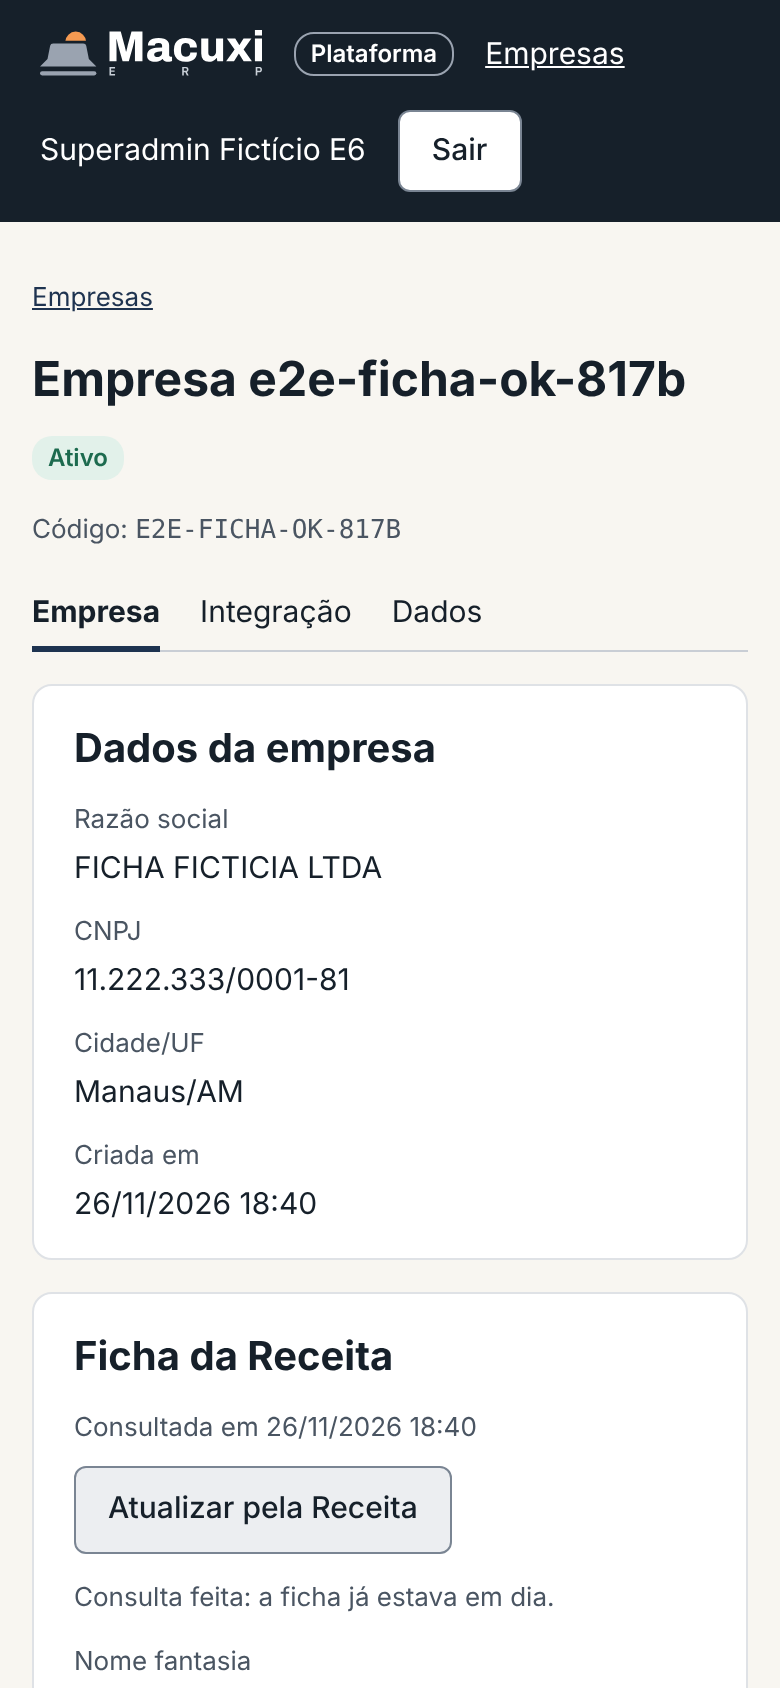 Macuxi
E R P
Plataforma
Empresas
Superadmin Fictício E6
Sair
Empresas
Empresa e2e-ficha-ok-817b
Ativo
Código: E2E-FICHA-OK-817B
Empresa Integração Dados
Dados da empresa
Razão social
FICHA FICTICIA LTDA
CNPJ
11.222.333/0001-81
Cidade/UF
Manaus/AM
Criada em
26/11/2026 18:40
Ficha da Receita
Consultada em 26/11/2026 18:40
Atualizar pela Receita
Consulta feita: a ficha já estava em dia.
Nome fantasia